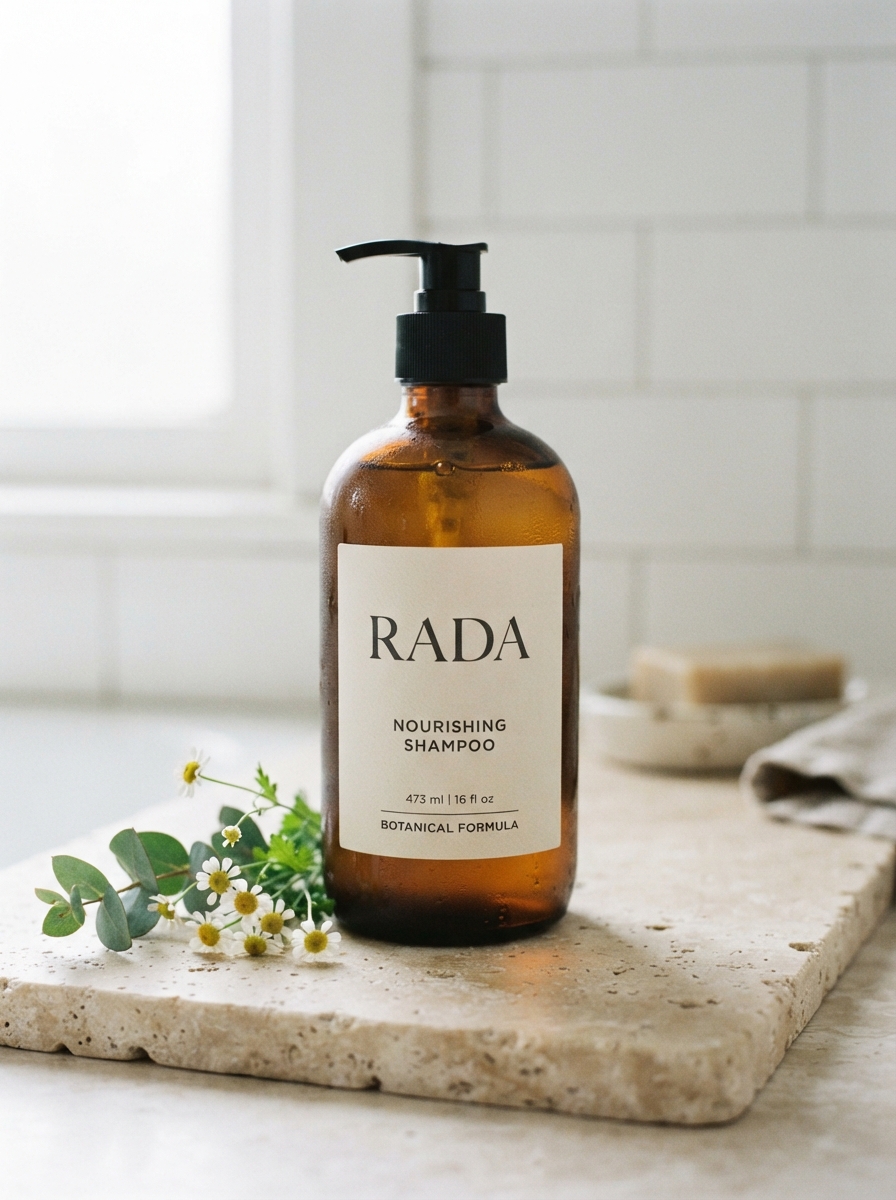 RADA
NOURISHING
SHAMPOO
473 ml | 16 fl oz
BOTANICAL FORMULA